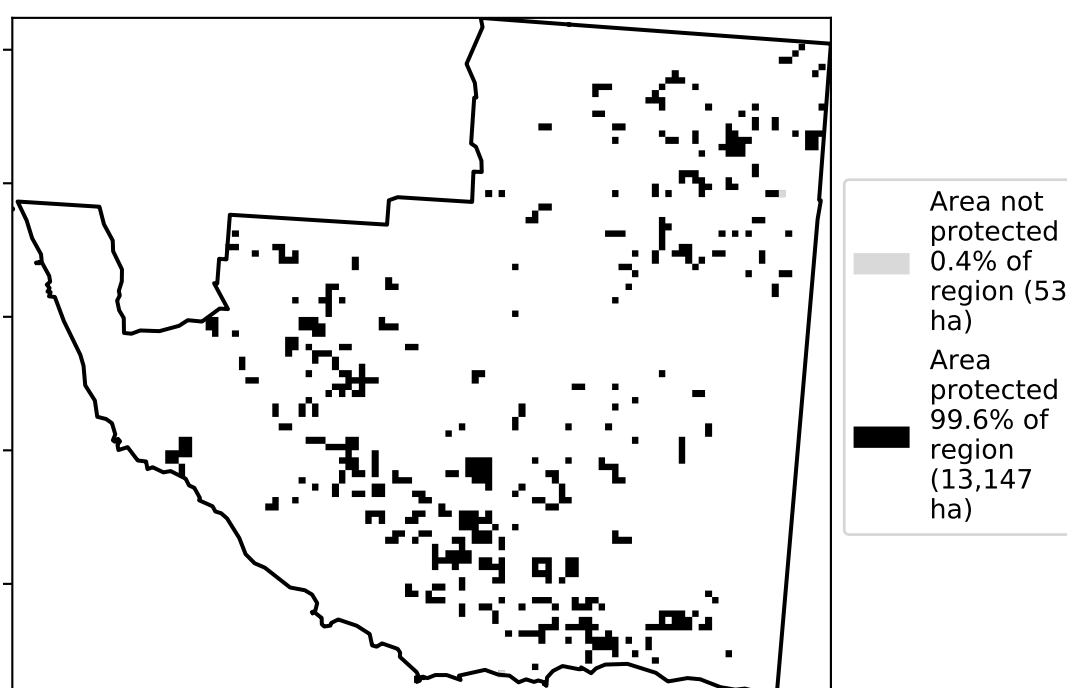 Area not
protected
0.4% of
region (53
ha)
Area
protected
99.6% of
region
(13,147
ha)